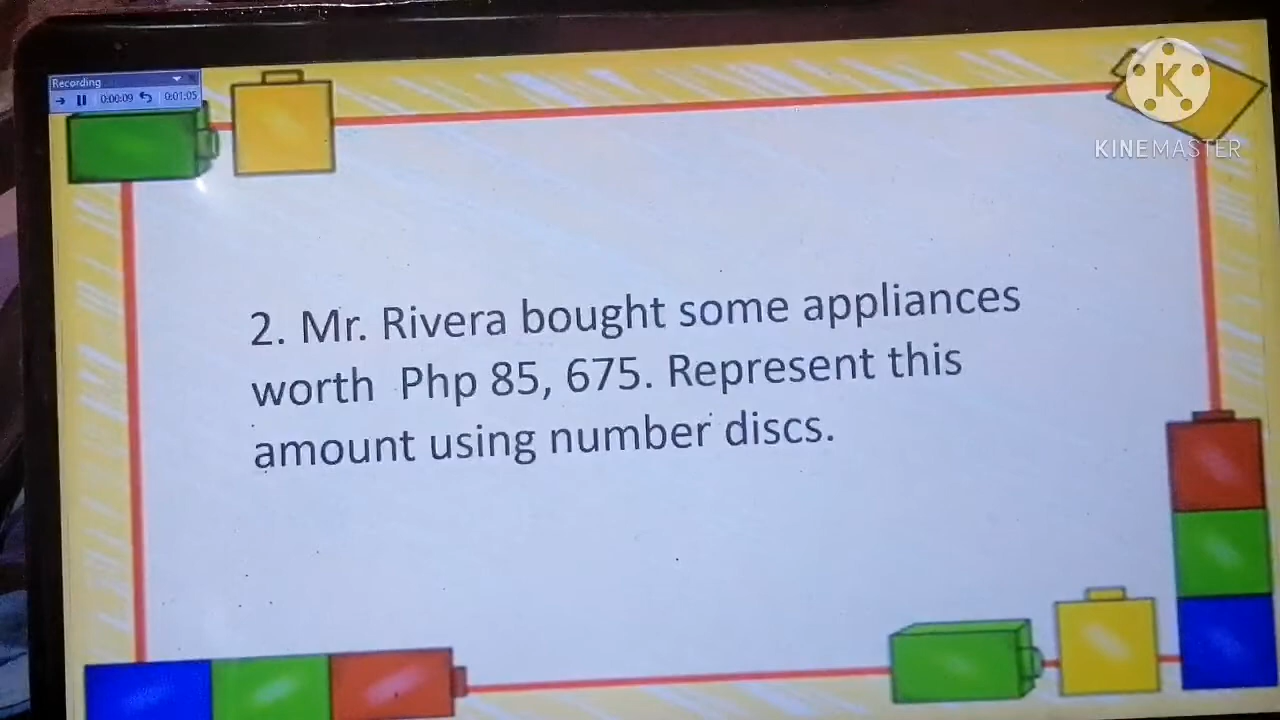 Recording
0:00:09 0:01:05
K
KINEMASTER
2. Mr. Rivera bought some appliances
worth Php 85, 675. Represent this
amount using number discs.